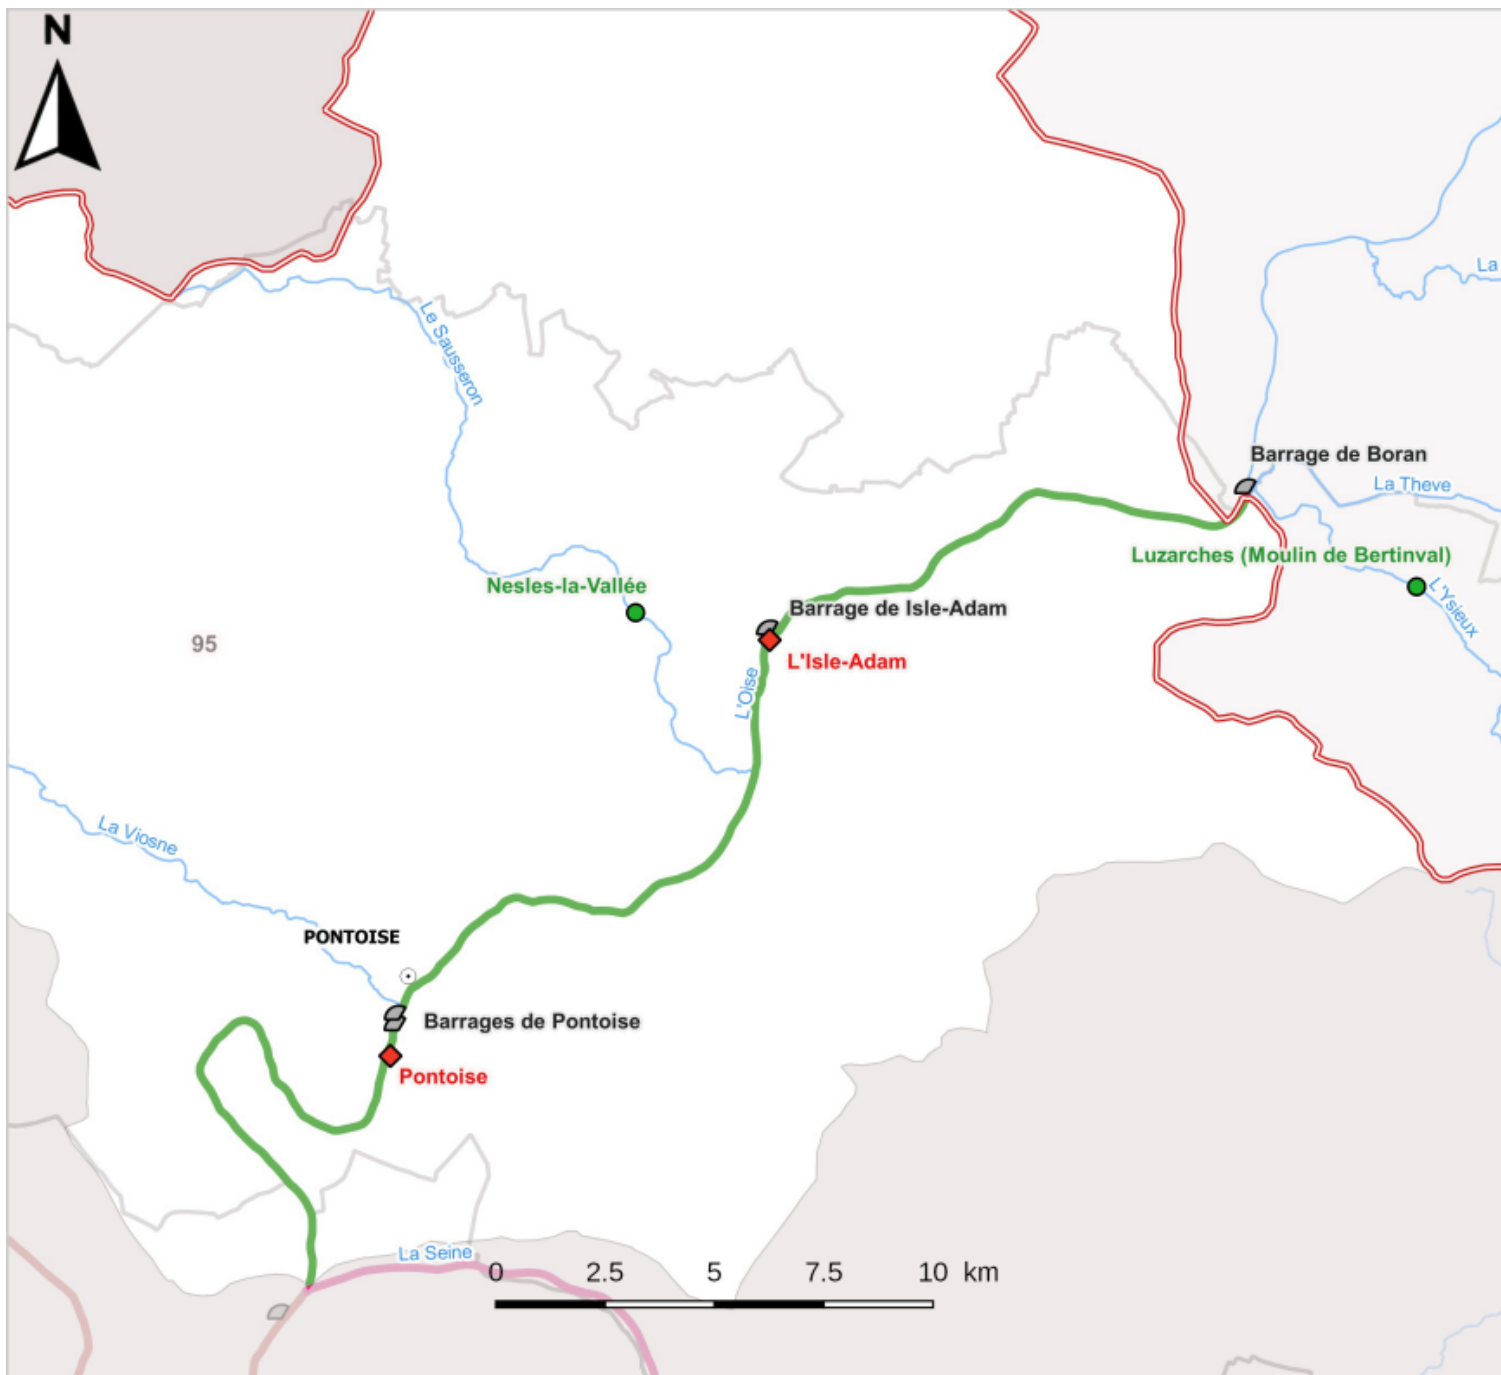 N
La
Le Sausseron
Barrage de Boran
La Theve
Luzarches (Moulin de Bertinval)
Nesles-la-Vallée
L'Ysieux
Barrage de Isle-Adam
95
L'Isle-Adam
L'Oise
La Viosne
PONTOISE
Barrages de Pontoise
Pontoise
La Seine
0 2.5 5 7.5 10 km